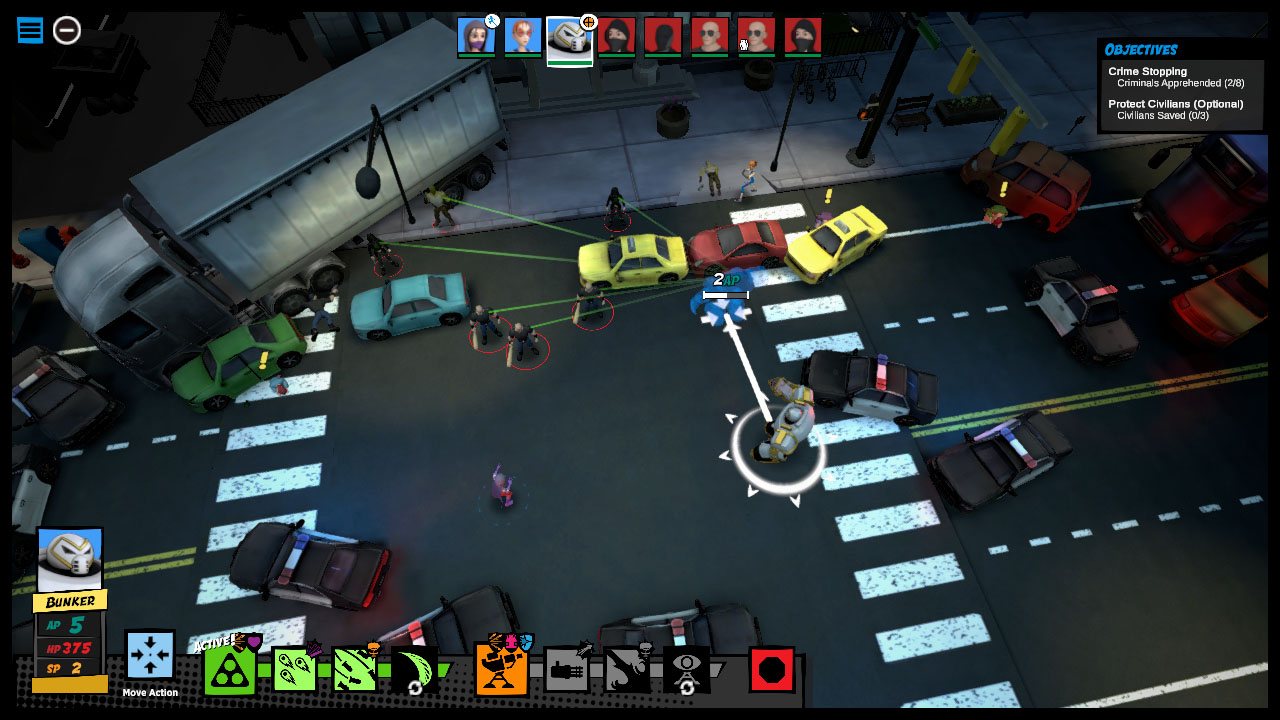 OBJECTIVES
Crime Stopping
Criminals Apprehended (2/8)
Protect Civilians (Optional)
Civilians Saved (0/3)
2AP
BUNKER
AP 5
HP 375
SP 2
Move Action
ACTIVE!